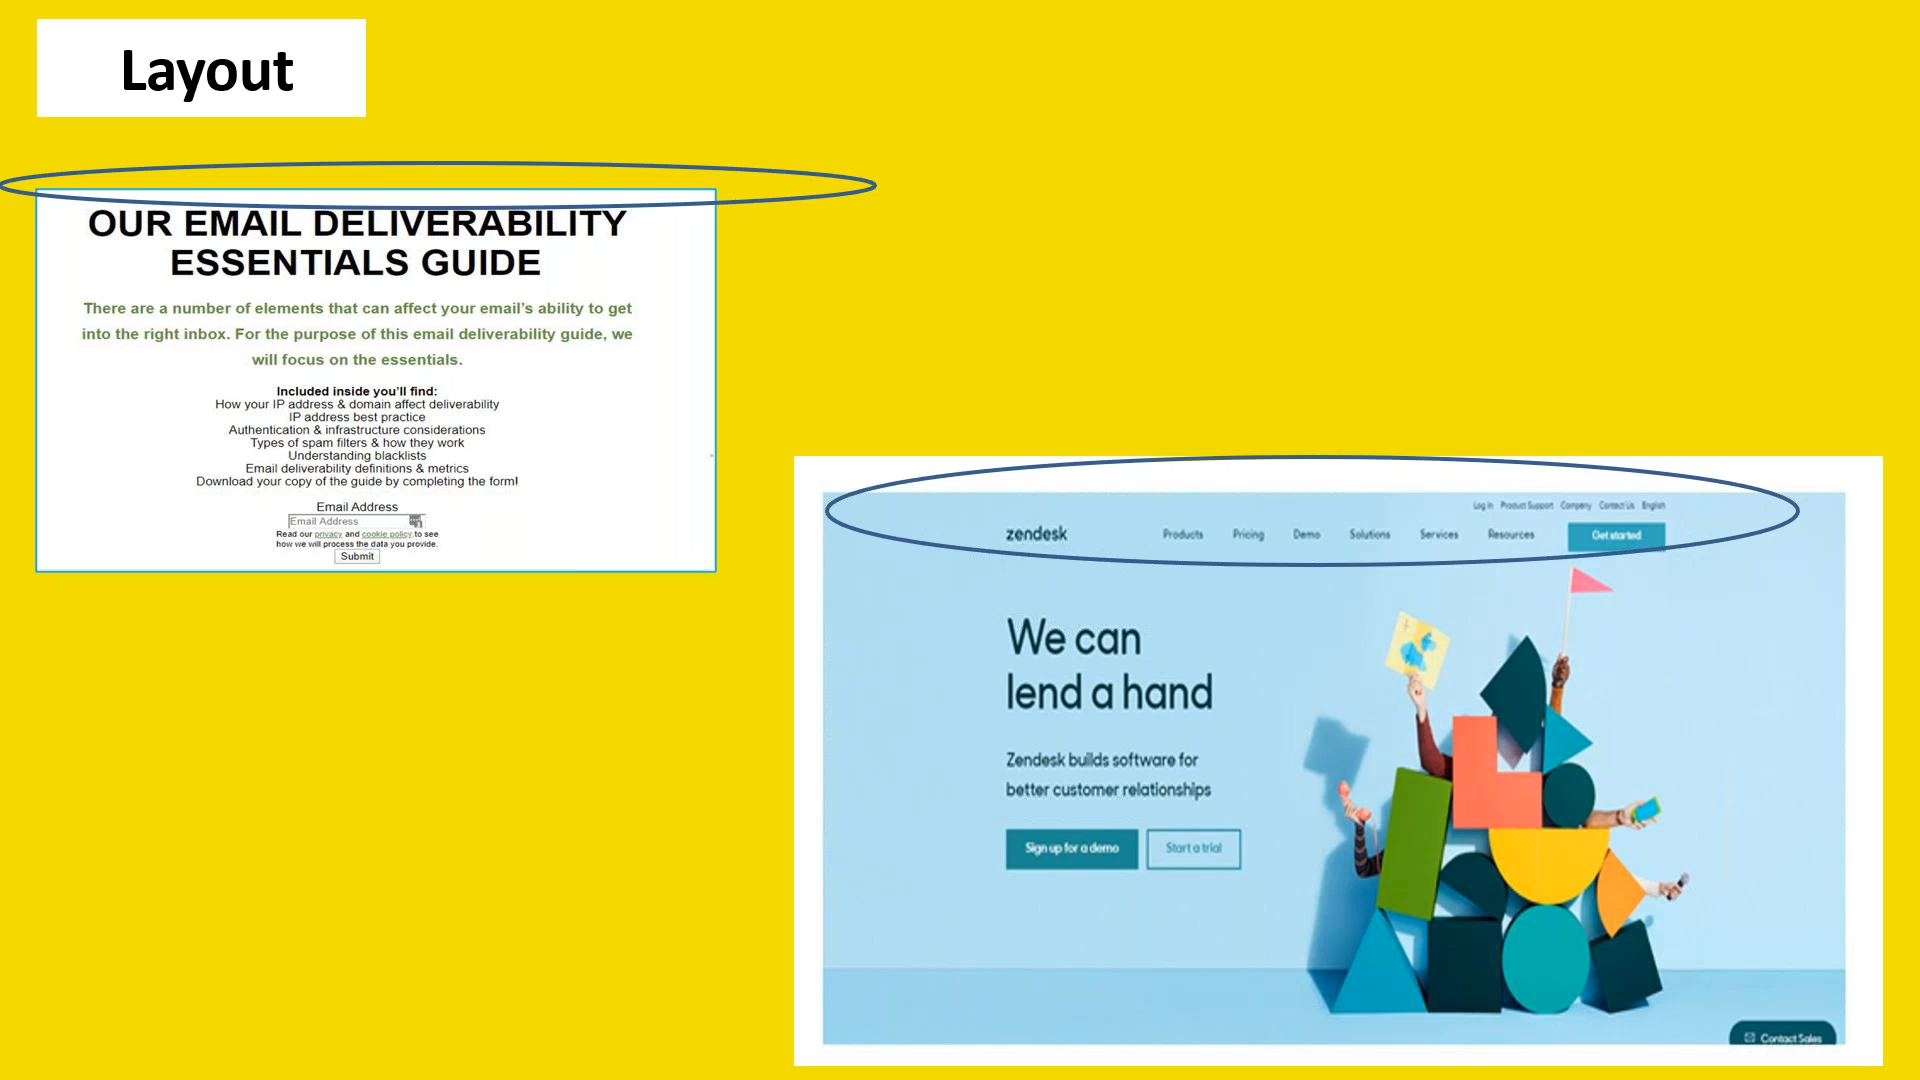 Layout
OUR EMAIL DELIVERABILITY
ESSENTIALS GUIDE
There are a number of elements that can affect your email's ability to get
into the right inbox. For the purpose of this email deliverability guide, we
will focus on the essentials.
Included inside you'll find:
How your IP address & domain affect deliverability
IP address best practice
Authentication & infrastructure considerations
Types of spam filters & how they work
Understanding blacklists
Email deliverability definitions & metrics
Download your copy of the guide by completing the form!
Email Address
Email Address
Read our privacy and cookie policy to see
how we will process the data you provide.
Submit
Log In Product Support Company Contact Us English
zendesk Products Pricing Demo Solutions Services Resources Get started
We can
lend a hand
Zendesk builds software for
better customer relationships
Sign up for a demo Start a trial
Contact Sales